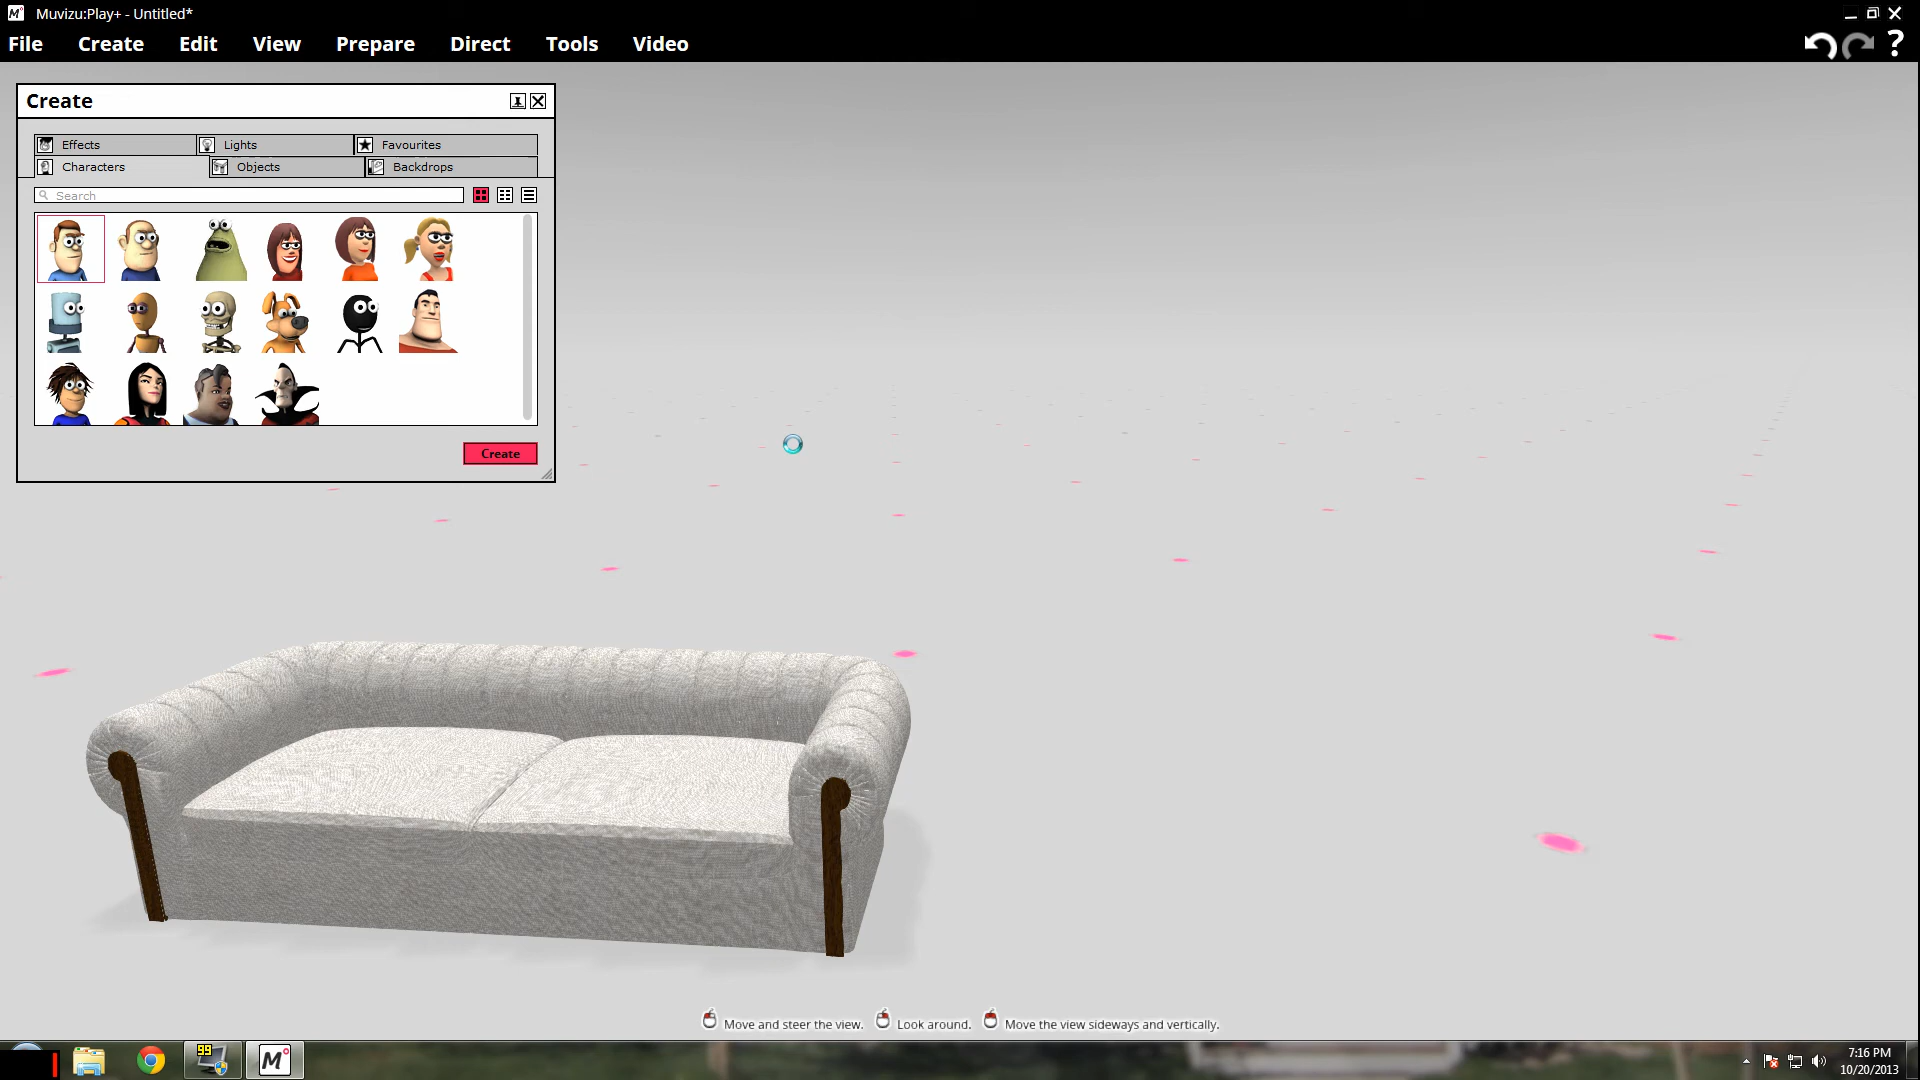 M° Muvizu:Play+ - Untitled*
File Create Edit View Prepare Direct Tools Video ?
Create
Effects Lights Favourites
Characters Objects Backdrops
Search
Create
Move and steer the view. Look around. Move the view sideways and vertically.
99 M° 7:16 PM
10/20/2013